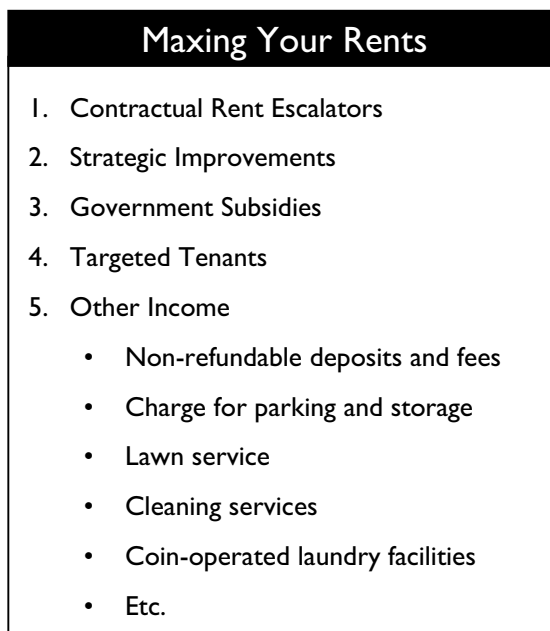 Maxing Your Rents
1. Contractual Rent Escalators
2. Strategic Improvements
3. Government Subsidies
4. Targeted Tenants
5. Other Income
• Non-refundable deposits and fees
• Charge for parking and storage
• Lawn service
• Cleaning services
• Coin-operated laundry facilities
• Etc.